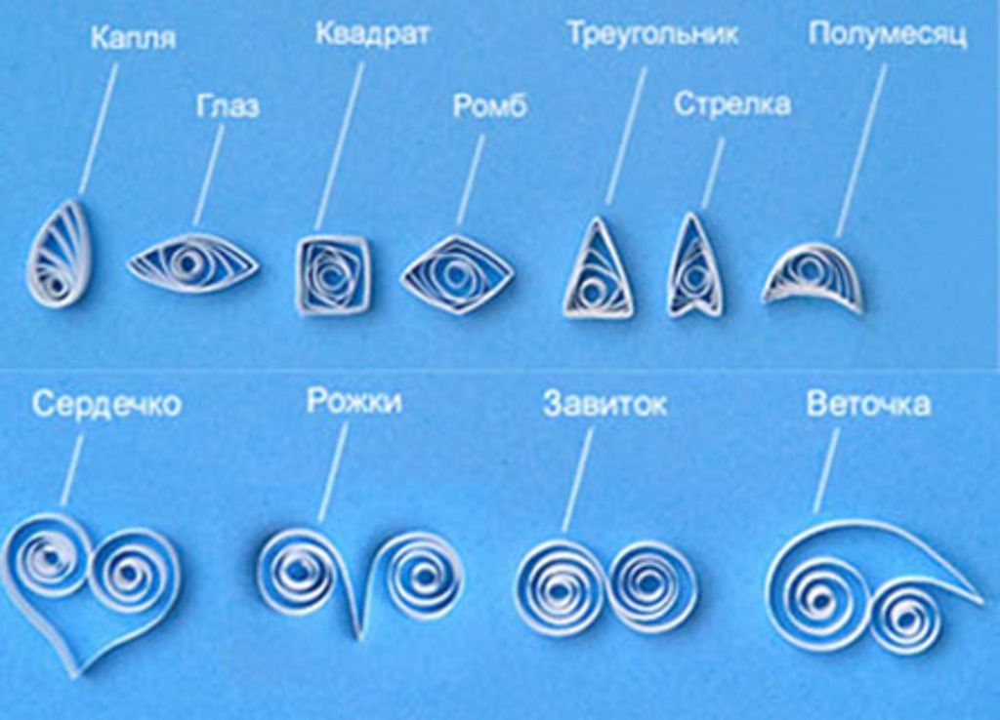 Капля
Квадрат
Треугольник
Полумесяц
Глаз
Ромб
Стрелка
Сердечко
Рожки
Завиток
Веточка